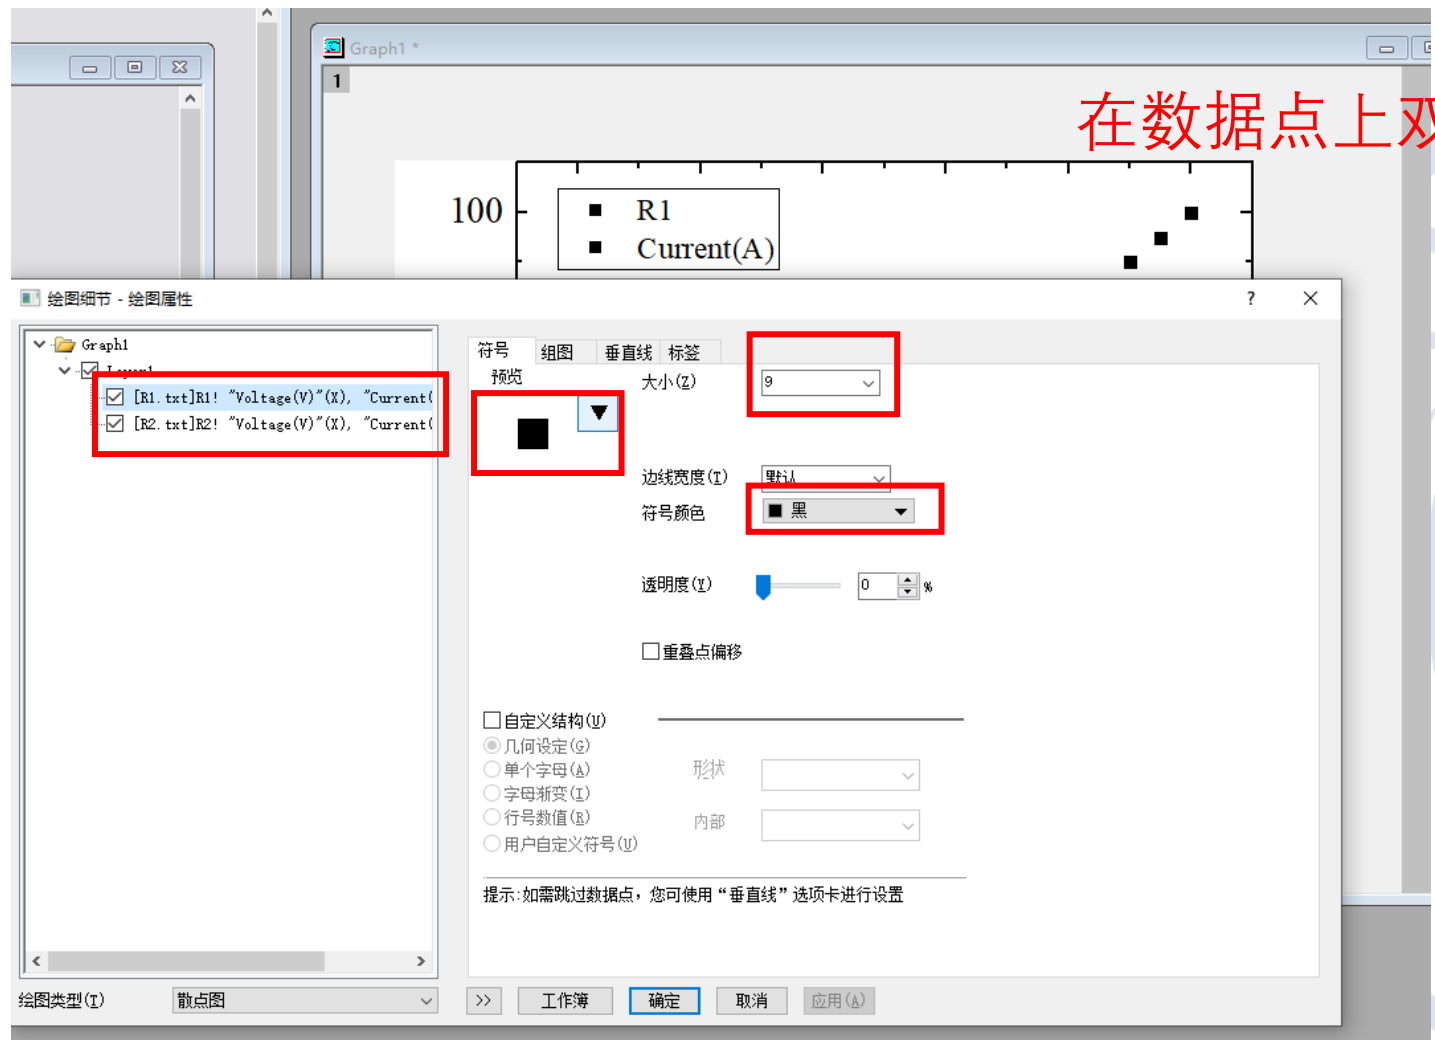 Graph1 *
1
在数据点上双
100
R1
Current(A)
绘图细节 - 绘图属性
?
Graph1
Layer1
[R1.txt]R1! "Voltage(V)"(X), "Current(
[R2.txt]R2! "Voltage(V)"(X), "Current(
符号 组图 垂直线 标签
预览
大小(Z) 9
边线宽度(T) 默认
符号颜色 黑
透明度(Y) 0 %
重叠点偏移
自定义结构(U)
几何设定(G)
单个字母(A)
字母渐变(I)
行号数值(R)
用户自定义符号(U)
形状
内部
提示:如需跳过数据点，您可使用“垂直线”选项卡进行设置
绘图类型(T) 散点图
>> 工作簿 确定 取消 应用(A)